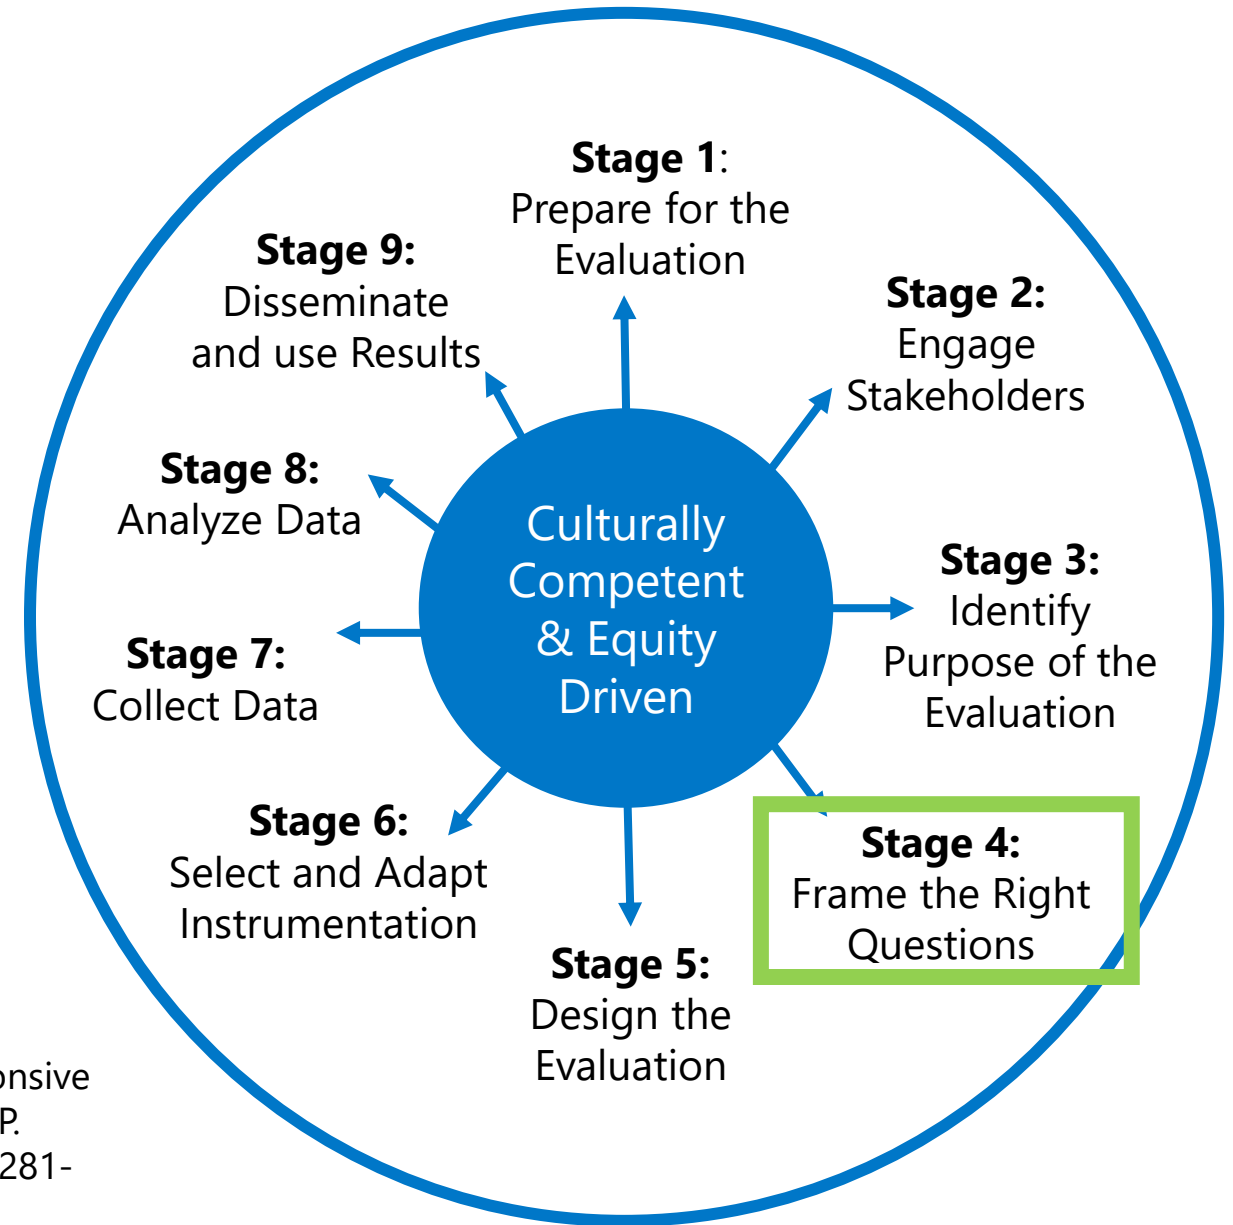 Stage 1:
Prepare for the
Evaluation
Stage 2:
Engage
Stakeholders
Stage 3:
Identify
Purpose of the
Evaluation
Stage 4:
Frame the Right
Questions
Stage 5:
Design the
Evaluation
Stage 6:
Select and Adapt
Instrumentation
Stage 7:
Collect Data
Stage 8:
Analyze Data
Stage 9:
Disseminate
and use Results
Culturally
Competent
& Equity
Driven
onsive
P.
281-